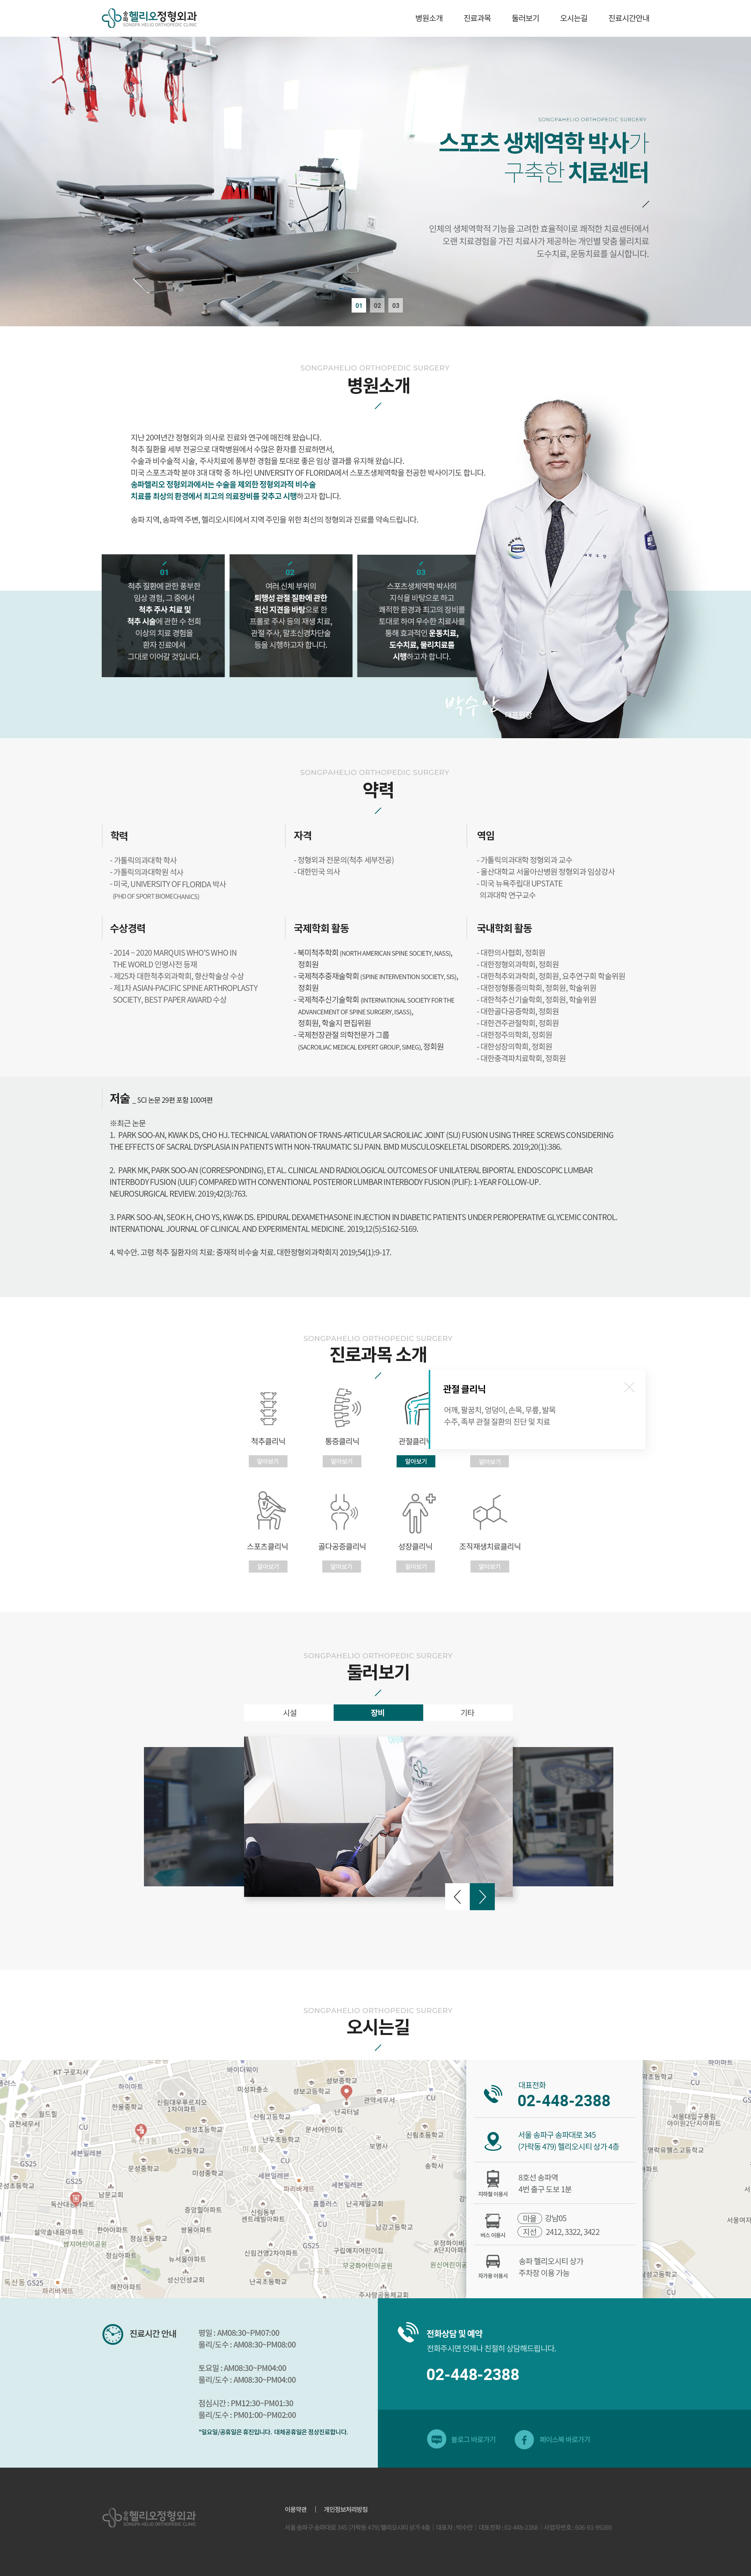 송파헬리오정형외과
SONGPA HELIO ORTHOPEDIC CLINIC
병원소개 진료과목 둘러보기 오시는길 진료시간안내
SONGPAHELIO ORTHOPEDIC SURGERY
스포츠 생체역학 박사가
구축한 치료센터
인체의 생체역학적 기능을 고려한 효율적이로 쾌적한 치료센터에서
오랜 치료경험을 가진 치료사가 제공하는 개인별 맞춤 물리치료
도수치료, 운동치료를 실시합니다.
01 02 03
SONGPAHELIO ORTHOPEDIC SURGERY
병원소개
지난 20여년간 정형외과 의사로 진료와 연구에 매진해 왔습니다.
척추 질환을 세부 전공으로 대학병원에서 수많은 환자를 진료하면서,
수술과 비수술적 시술, 주사치료에 풍부한 경험을 토대로 좋은 임상 결과를 유지해 왔습니다.
미국 스포츠과학 분야 3대 대학 중 하나인 UNIVERSITY OF FLORIDA에서 스포츠생체역학을 전공한 박사이기도 합니다.
송파헬리오 정형외과에서는 수술을 제외한 정형외과적 비수술
치료를 최상의 환경에서 최고의 의료장비를 갖추고 시행하고자 합니다.
송파 지역, 송파역 주변, 헬리오시티에서 지역 주민을 위한 최선의 정형외과 진료를 약속드립니다.
01
척추 질환에 관한 풍부한
임상 경험, 그 중에서
척추 주사 치료 및
척추 시술에 관한 수 천회
이상의 치료 경험을
환자 진료에서
그대로 이어갈 것입니다.
02
여러 신체 부위의
퇴행성 관절 질환에 관한
최신 지견을 바탕으로 한
프롤로 주사 등의 재생 치료,
관절 주사, 말초신경차단술
등을 시행하고자 합니다.
03
스포츠생체역학 박사의
지식을 바탕으로 하고
쾌적한 환경과 최고의 장비를
토대로 하여 우수한 치료사를
통해 효과적인 운동치료,
도수치료, 물리치료를
시행하고자 합니다.
박수안
SONGPAHELIO ORTHOPEDIC SURGERY
약력
학력
- 가톨릭의과대학 학사
- 가톨릭의과대학원 석사
- 미국, UNIVERSITY OF FLORIDA 박사
(PHD OF SPORT BIOMECHANICS)
자격
- 정형외과 전문의(척추 세부전공)
- 대한민국 의사
역임
- 가톨릭의과대학 정형외과 교수
- 울산대학교 서울아산병원 정형외과 임상강사
- 미국 뉴욕주립대 UPSTATE
의과대학 연구교수
수상경력
- 2014 ~ 2020 MARQUIS WHO'S WHO IN
THE WORLD 인명사전 등재
- 제25차 대한척추외과학회, 향산학술상 수상
- 제1차 ASIAN-PACIFIC SPINE ARTHROPLASTY
SOCIETY, BEST PAPER AWARD 수상
국제학회 활동
- 북미척추학회 (NORTH AMERICAN SPINE SOCIETY, NASS),
정회원
- 국제척추중재술학회 (SPINE INTERVENTION SOCIETY, SIS),
정회원
- 국제척추신기술학회 (INTERNATIONAL SOCIETY FOR THE
ADVANCEMENT OF SPINE SURGERY, ISASS),
정회원, 학술지 편집위원
- 국제천장관절 의학전문가 그룹
(SACROILIAC MEDICAL EXPERT GROUP, SIMEG), 정회원
국내학회 활동
- 대한의사협회, 정회원
- 대한정형외과학회, 정회원
- 대한척추외과학회, 정회원, 요추연구회 학술위원
- 대한정형통증의학회, 정회원, 학술위원
- 대한척추신기술학회, 정회원, 학술위원
- 대한골다공증학회, 정회원
- 대한견주관절학회, 정회원
- 대한정주의학회, 정회원
- 대한성장의학회, 정회원
- 대한충격파치료학회, 정회원
저술 _ SCI 논문 29편 포함 100여편
※최근 논문
1. PARK SOO-AN, KWAK DS, CHO HJ. TECHNICAL VARIATION OF TRANS-ARTICULAR SACROILIAC JOINT (SIJ) FUSION USING THREE SCREWS CONSIDERING
THE EFFECTS OF SACRAL DYSPLASIA IN PATIENTS WITH NON-TRAUMATIC SIJ PAIN. BMD MUSCULOSKELETAL DISORDERS. 2019;20(1):386.
2. PARK MK, PARK SOO-AN (CORRESPONDING), ET AL. CLINICAL AND RADIOLOGICAL OUTCOMES OF UNILATERAL BIPORTAL ENDOSCOPIC LUMBAR
INTERBODY FUSION (ULIF) COMPARED WITH CONVENTIONAL POSTERIOR LUMBAR INTERBODY FUSION (PLIF): 1-YEAR FOLLOW-UP.
NEUROSURGICAL REVIEW. 2019;42(3):763.
3. PARK SOO-AN, SEOK H, CHO YS, KWAK DS. EPIDURAL DEXAMETHASONE INJECTION IN DIABETIC PATIENTS UNDER PERIOPERATIVE GLYCEMIC CONTROL.
INTERNATIONAL JOURNAL OF CLINICAL AND EXPERIMENTAL MEDICINE. 2019;12(5):5162-5169.
4. 박수안. 고령 척추 질환자의 치료: 중재적 비수술 치료. 대한정형외과학회지 2019;54(1):9-17.
SONGPAHELIO ORTHOPEDIC SURGERY
진로과목 소개
척추클리닉 통증클리닉 관절클리닉
알아보기 알아보기 알아보기 알아보기
관절 클리닉
어깨, 팔꿈치, 엉덩이, 손목, 무릎, 발목
수주, 족부 관절 질환의 진단 및 치료
스포츠클리닉 골다공증클리닉 성장클리닉 조직재생치료클리닉
알아보기 알아보기 알아보기 알아보기
SONGPAHELIO ORTHOPEDIC SURGERY
둘러보기
시설 장비 기타
SONGPAHELIO ORTHOPEDIC SURGERY
오시는길
대표전화
02-448-2388
서울 송파구 송파대로 345
(가락동 479) 헬리오시티 상가 4층
지하철 이용시
8호선 송파역
4번 출구 도보 1분
버스 이용시
마을 강남05
지선 2412, 3322, 3422
자가용 이용시
송파 헬리오시티 상가
주차장 이용 가능
진료시간 안내
평일 : AM08:30~PM07:00
물리/도수 : AM08:30~PM08:00
토요일 : AM08:30~PM04:00
물리/도수 : AM08:30~PM04:00
점심시간 : PM12:30~PM01:30
물리/도수 : PM01:00~PM02:00
*일요일/공휴일은 휴진입니다. 대체공휴일은 정상진료합니다.
전화상담 및 예약
전화주시면 언제나 친절히 상담해드립니다.
02-448-2388
블로그 바로가기 페이스북 바로가기
송파헬리오정형외과
SONGPA HELIO ORTHOPEDIC CLINIC
이용약관 | 개인정보처리방침
서울 송파구 송파대로 345 (가락동 479) 헬리오시티 상가 4층 | 대표자 : 박수안 | 대표전화 : 02-448-2388